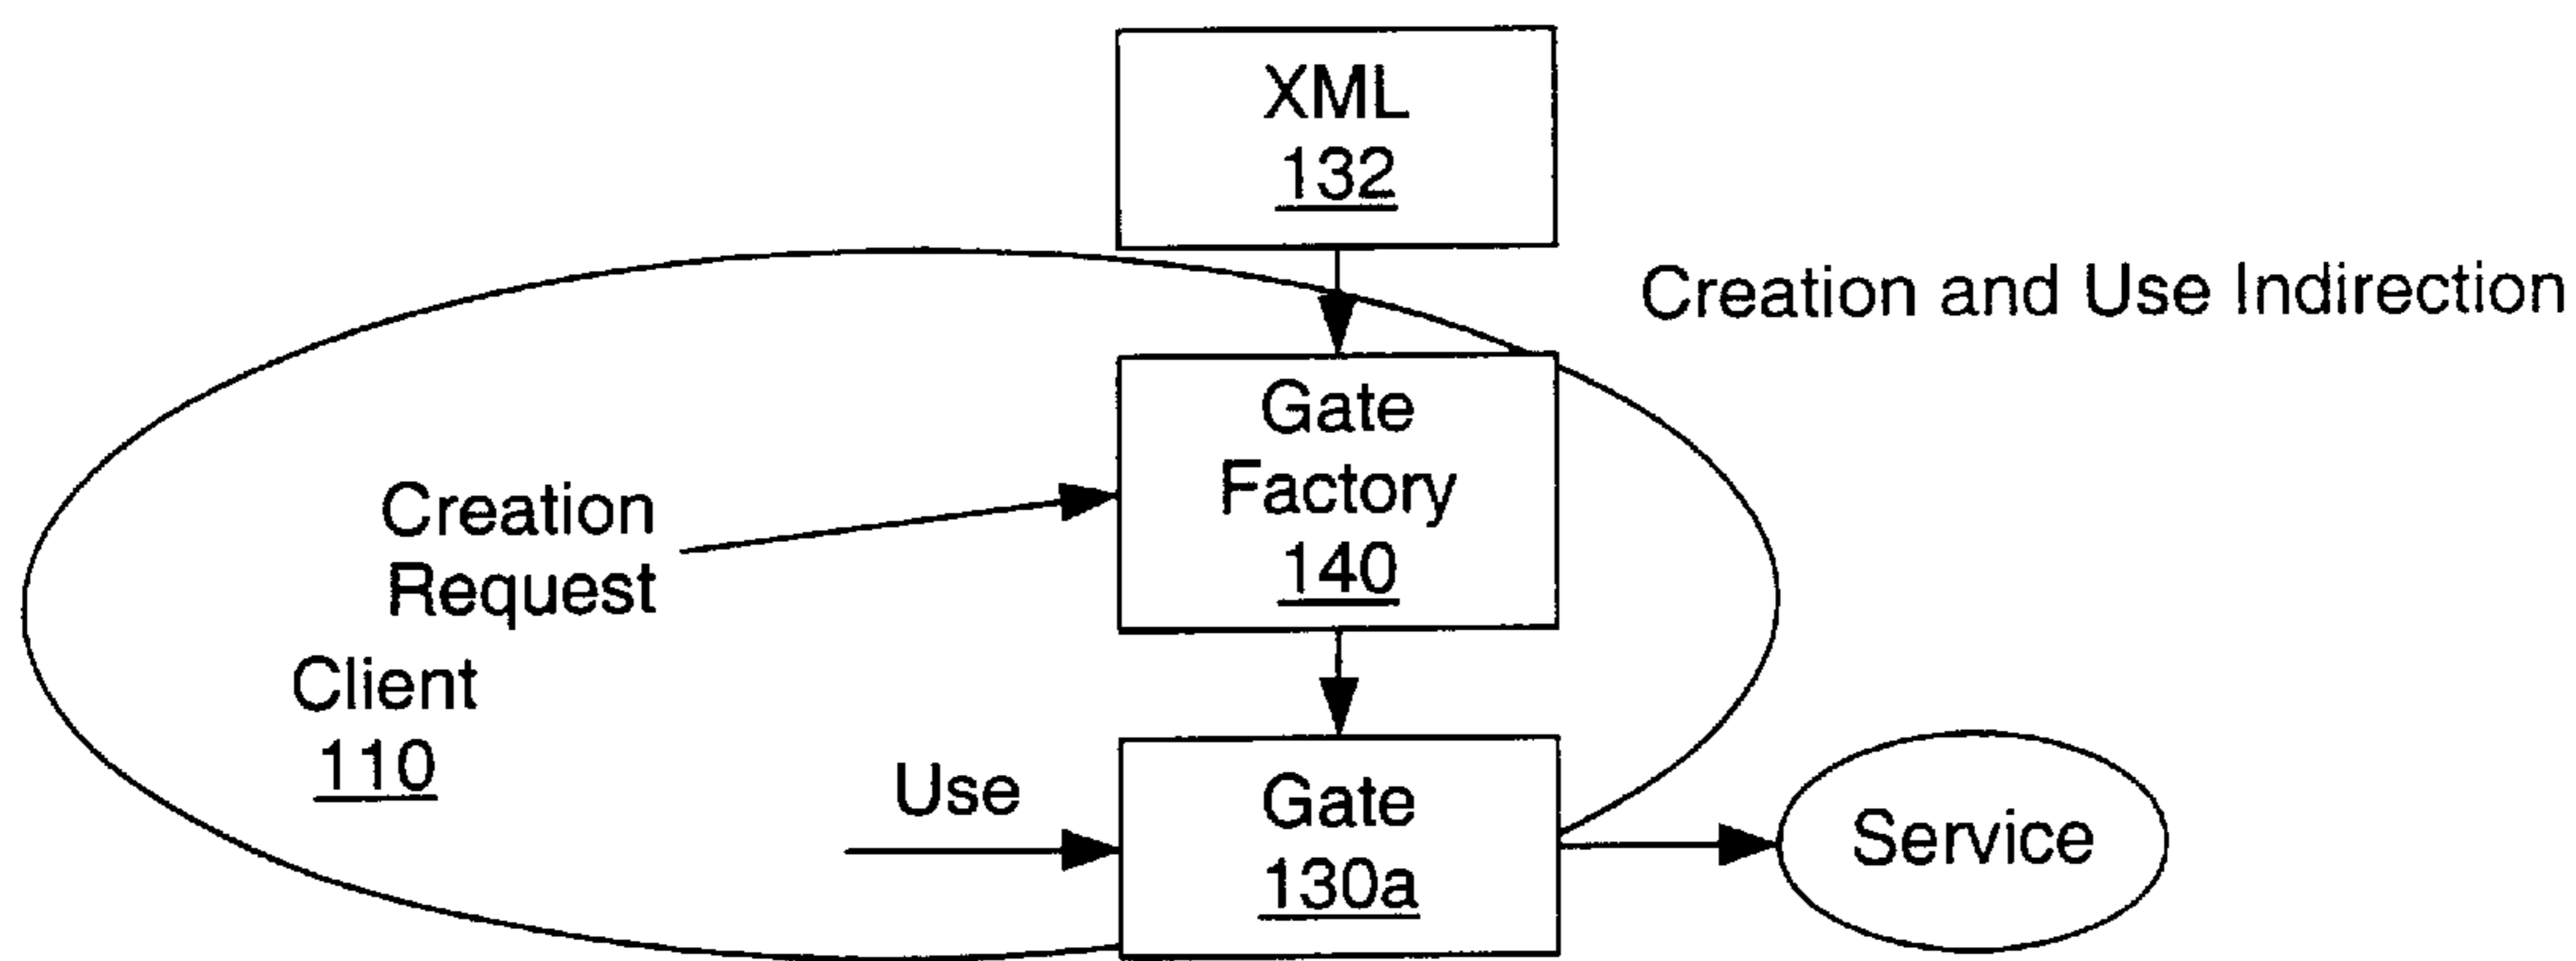 XML
132
Creation and Use Indirection
Gate
Factory
140
Creation
Request
Client
110
Use
Gate
130a
Service